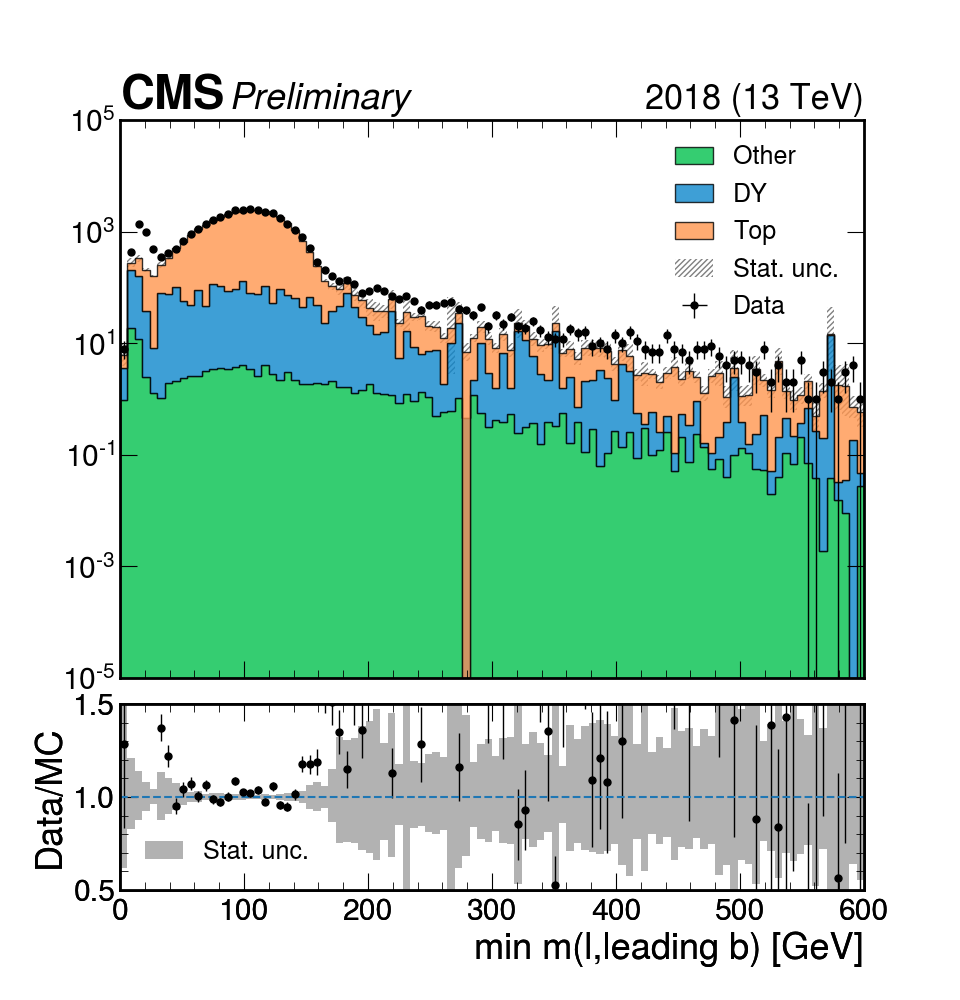 CMS Preliminary 2018 (13 TeV)
10^5
10^3
10^1
10^-1
10^-3
10^-5
Other
DY
Top
Stat. unc.
Data
1.5
1.0
0.5
Data/MC
Stat. unc.
0 100 200 300 400 500 600
min m(l,leading b) [GeV]